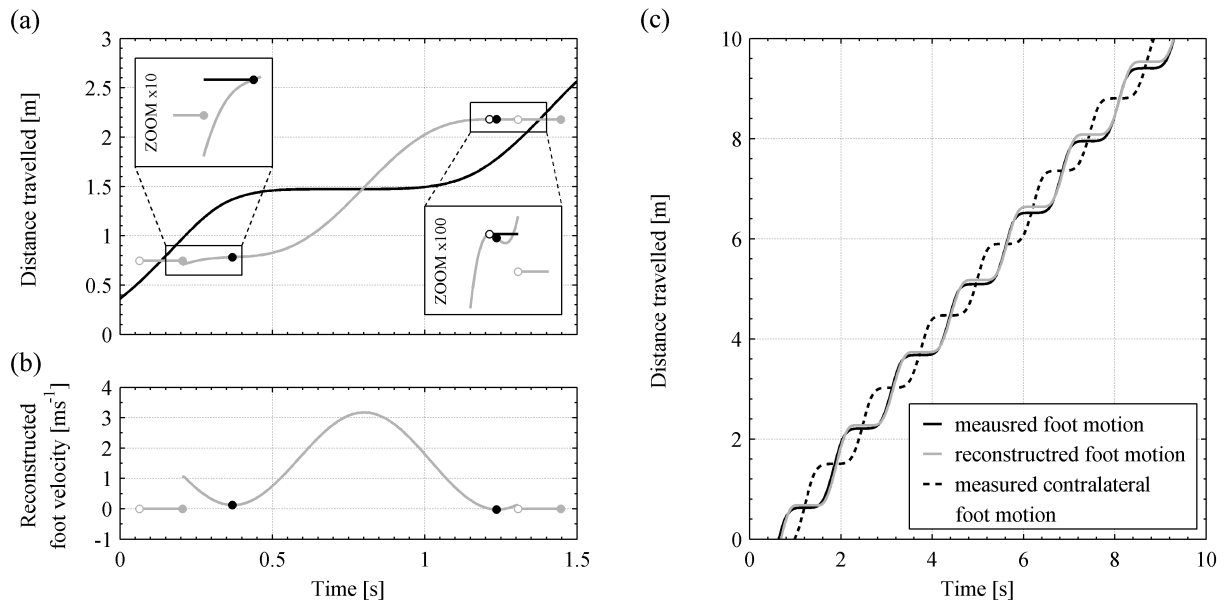 (a)
3
2.5
2
1.5
1
0.5
0
Distance travelled [m]
ZOOM x10
ZOOM x100
(b)
4
3
2
1
0
-1
Reconstructed
foot velocity [ms-1]
0
0.5
1
1.5
Time [s]
(c)
10
8
6
4
2
0
Distance travelled [m]
meausred foot motion
reconstructred foot motion
measured contralateral
foot motion
0
2
4
6
8
10
Time [s]